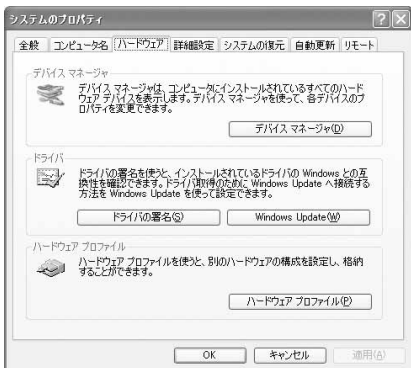 システムのプロパティ
全般 コンピュータ名 ハードウェア 詳細設定 システムの復元 自動更新 リモート
デバイス マネージャ
デバイス マネージャは、コンピュータにインストールされているすべてのハード
ウェア デバイスを表示します。デバイス マネージャを使って、各デバイスのプ
ロパティを変更できます。
デバイス マネージャ(D)
ドライバ
ドライバの署名を使うと、インストールされているドライバの Windows との互
換性を確認できます。ドライバ取得のために Windows Update へ接続する
方法を Windows Update を使って設定できます。
ドライバの署名(S) Windows Update(W)
ハードウェア プロファイル
ハードウェア プロファイルを使うと、別のハードウェアの構成を設定し、格納
することができます。
ハードウェア プロファイル(P)
OK キャンセル 適用(A)